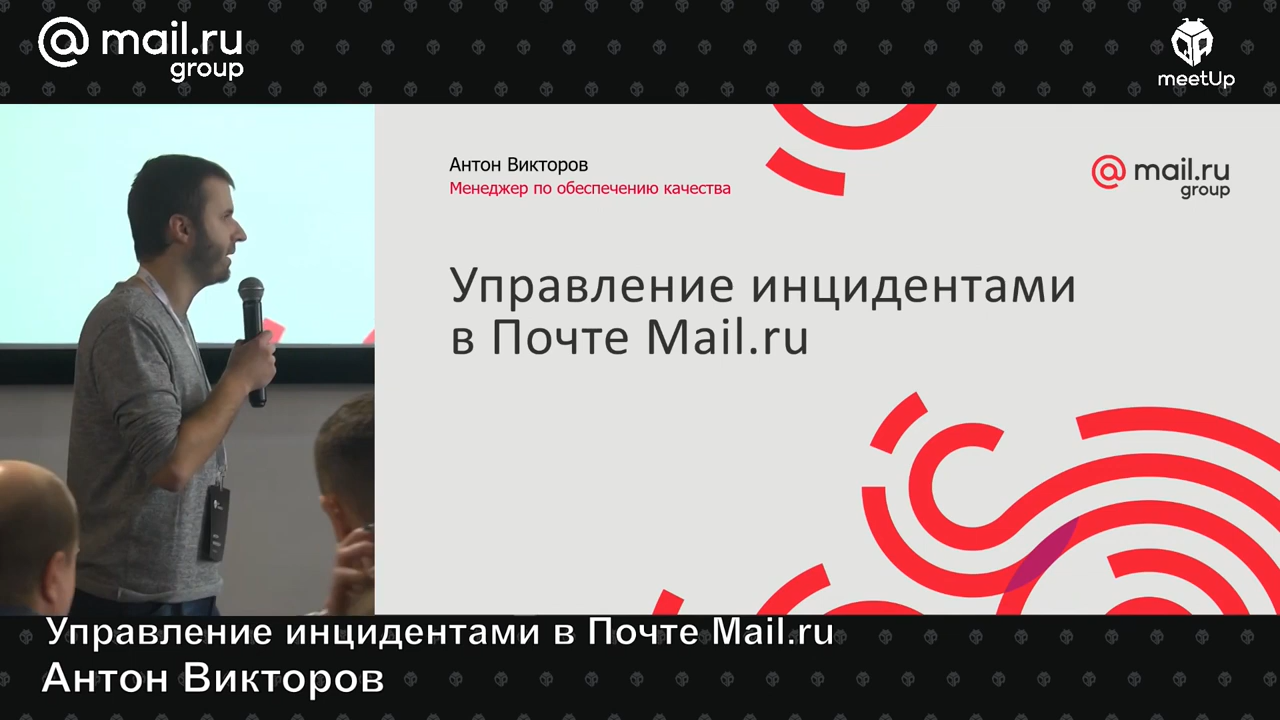 @mail.ru
group
QA
meetUp
Антон Викторов
Менеджер по обеспечению качества
@mail.ru
group
Управление инцидентами
в Почте Mail.ru
Управление инцидентами в Почте Mail.ru
Антон Викторов